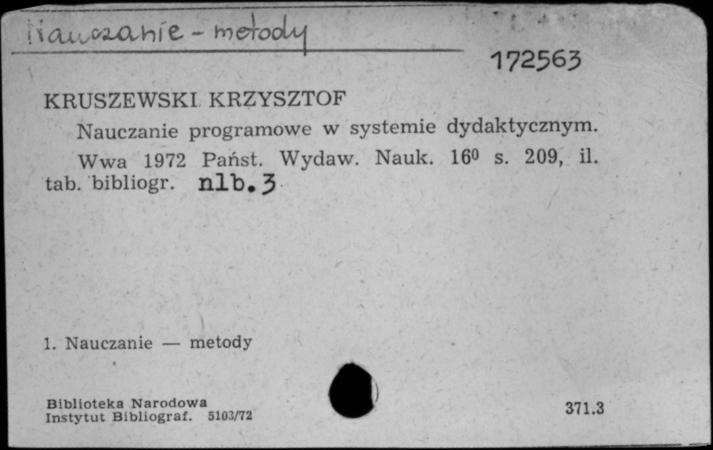 Nauczanie - metody
172563
KRUSZEWSKI KRZYSZTOF
Nauczanie programowe w systemie dydaktycznym.
Wwa 1972 Państ. Wydaw. Nauk. 16⁰ s. 209, il.
tab. bibliogr. nlb.3
1. Nauczanie — metody
Biblioteka Narodowa
Instytut Bibliograf. 5103/72
371.3